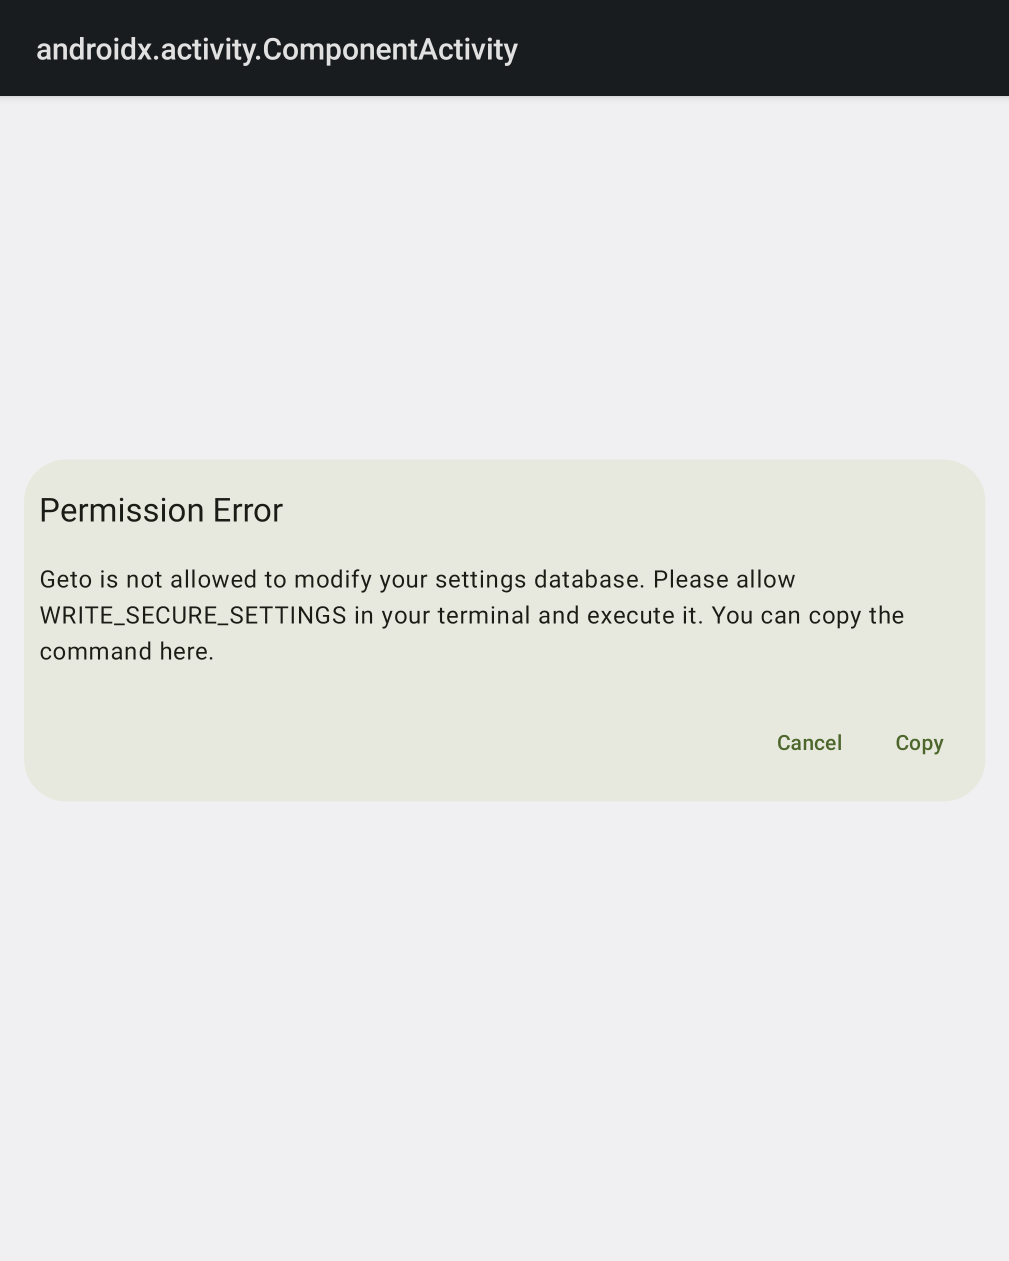 androidx.activity.ComponentActivity
Permission Error
Geto is not allowed to modify your settings database. Please allow
WRITE_SECURE_SETTINGS in your terminal and execute it. You can copy the
command here.
Cancel Copy